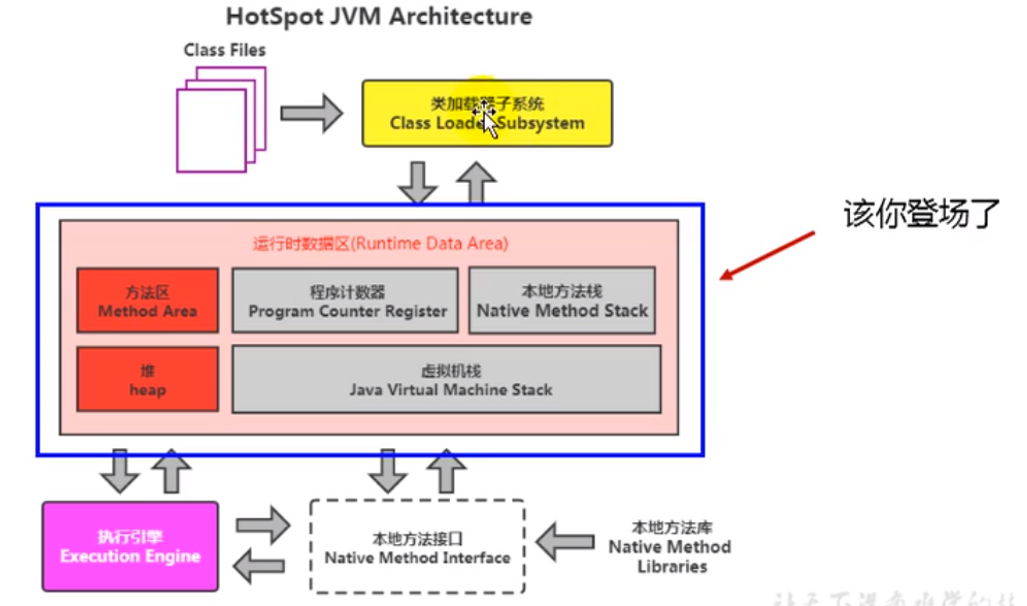 HotSpot JVM Architecture
Class Files
类加载器子系统
Class Loader Subsystem
该你登场了
运行时数据区(Runtime Data Area)
方法区
Method Area
程序计数器
Program Counter Register
本地方法栈
Native Method Stack
堆
heap
虚拟机栈
Java Virtual Machine Stack
执行引擎
Execution Engine
本地方法接口
Native Method Interface
本地方法库
Native Method
Libraries